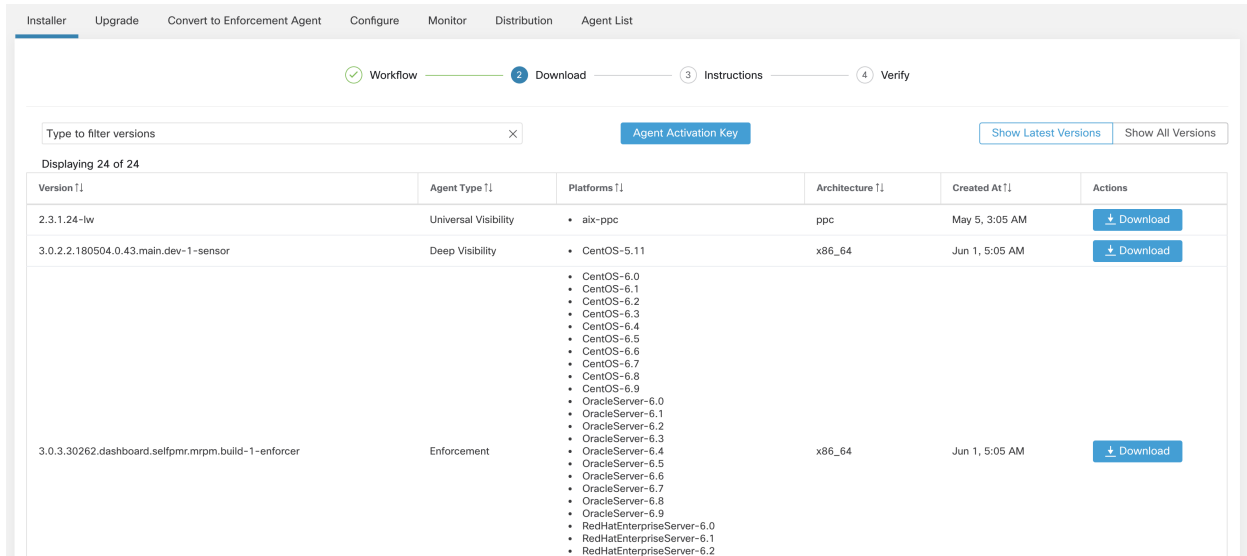 Installer Upgrade Convert to Enforcement Agent Configure Monitor Distribution Agent List
Workflow 2 Download 3 Instructions 4 Verify
Type to filter versions Agent Activation Key Show Latest Versions Show All Versions
Displaying 24 of 24
Version Agent Type Platforms Architecture Created At Actions
2.3.1.24-lw Universal Visibility • aix-ppc ppc May 5, 3:05 AM Download
3.0.2.2.180504.0.43.main.dev-1-sensor Deep Visibility • CentOS-5.11 x86_64 Jun 1, 5:05 AM Download
• CentOS-6.0
• CentOS-6.1
• CentOS-6.2
• CentOS-6.3
• CentOS-6.4
• CentOS-6.5
• CentOS-6.6
• CentOS-6.7
• CentOS-6.8
• CentOS-6.9
• OracleServer-6.0
• OracleServer-6.1
• OracleServer-6.2
• OracleServer-6.3
3.0.3.30262.dashboard.selfpmr.mrpm.build-1-enforcer Enforcement • OracleServer-6.4 x86_64 Jun 1, 5:05 AM Download
• OracleServer-6.5
• OracleServer-6.6
• OracleServer-6.7
• OracleServer-6.8
• OracleServer-6.9
• RedHatEnterpriseServer-6.0
• RedHatEnterpriseServer-6.1
• RedHatEnterpriseServer-6.2